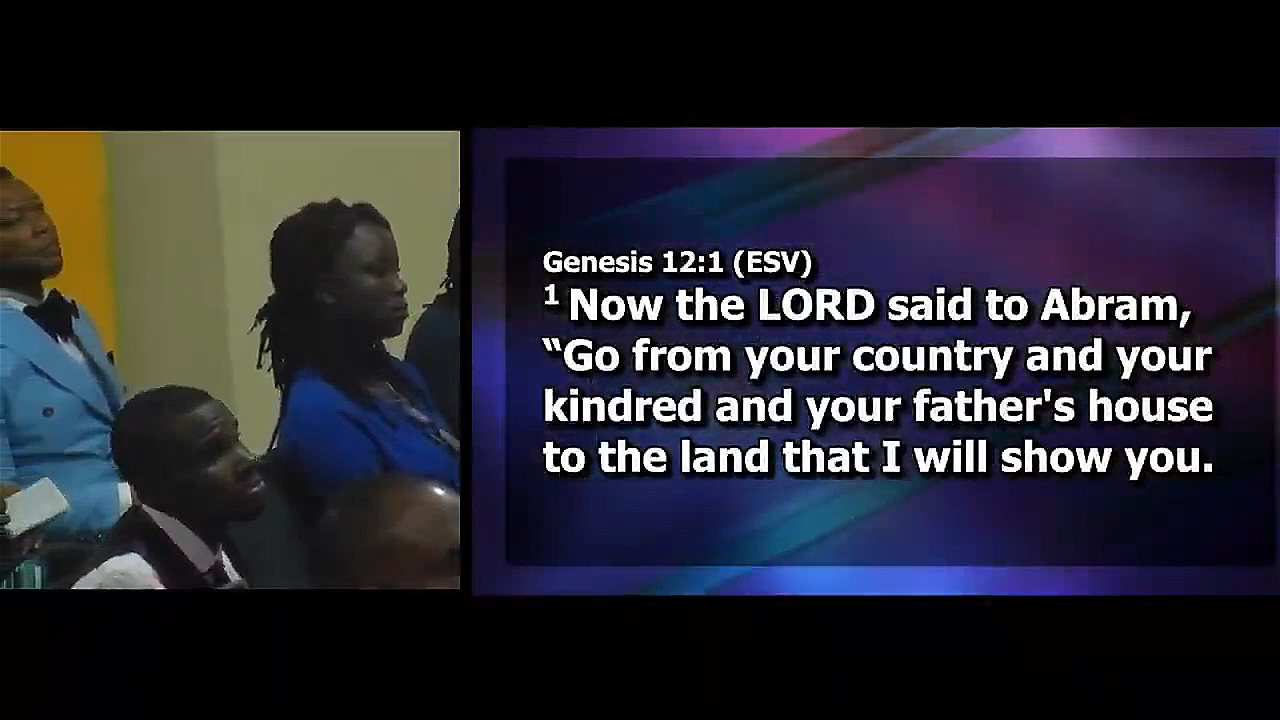 Genesis 12:1 (ESV)
1 Now the LORD said to Abram,
“Go from your country and your
kindred and your father's house
to the land that I will show you.